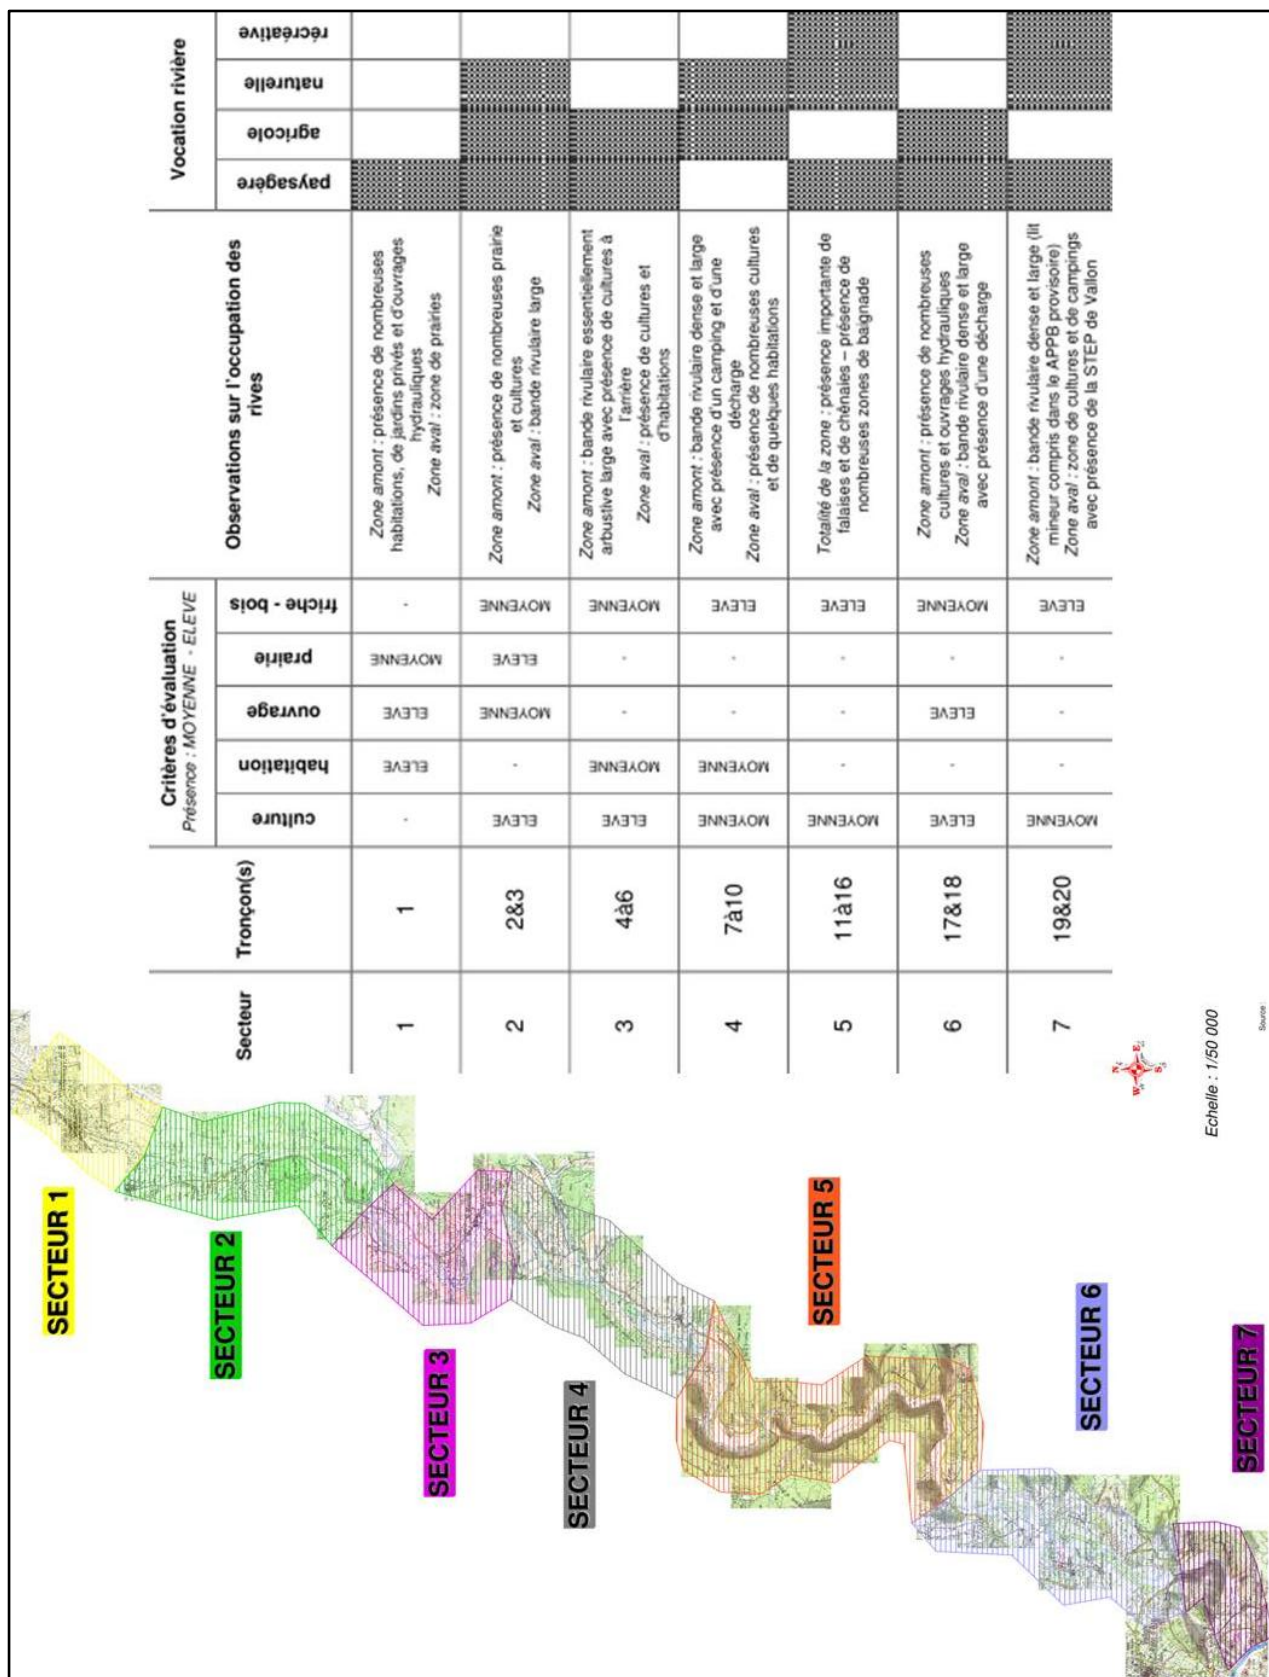 SECTEUR 1
SECTEUR 2
SECTEUR 3
SECTEUR 4
SECTEUR 5
SECTEUR 6
SECTEUR 7
N
W
E
S
Echelle : 1/50 000
Source :
Secteur
Tronçon(s)
Critères d'évaluation
Présence : MOYENNE - ELEVE
culture
habitation
ouvrage
prairie
friche - bois
Observations sur l'occupation des
rives
Vocation rivière
paysagère
agricole
naturelle
récréative
1
1
-
ELEVE
ELEVE
MOYENNE
-
Zone amont : présence de nombreuses
habitations, de jardins privés et d'ouvrages
hydrauliques
Zone aval : zone de prairies
2
2&3
ELEVE
-
MOYENNE
ELEVE
MOYENNE
Zone amont : présence de nombreuses prairie
et cultures
Zone aval : bande rivulaire large
3
4à6
ELEVE
MOYENNE
-
-
MOYENNE
Zone amont : bande rivulaire essentiellement
arbustive large avec présence de cultures à
l'arrière
Zone aval : présence de cultures et
d'habitations
4
7à10
MOYENNE
MOYENNE
-
-
ELEVE
Zone amont : bande rivulaire dense et large
avec présence d'un camping et d'une
décharge
Zone aval : présence de nombreuses cultures
et de quelques habitations
5
11à16
MOYENNE
-
-
-
ELEVE
Totalité de la zone : présence importante de
falaises et de chênaies – présence de
nombreuses zones de baignade
6
17&18
ELEVE
-
ELEVE
-
MOYENNE
Zone amont : présence de nombreuses
cultures et ouvrages hydrauliques
Zone aval : bande rivulaire dense et large
avec présence d'une décharge
7
19&20
MOYENNE
-
-
-
ELEVE
Zone amont : bande rivulaire dense et large (lit
mineur compris dans le APPB provisoire)
Zone aval : zone de cultures et de campings
avec présence de la STEP de Vallon